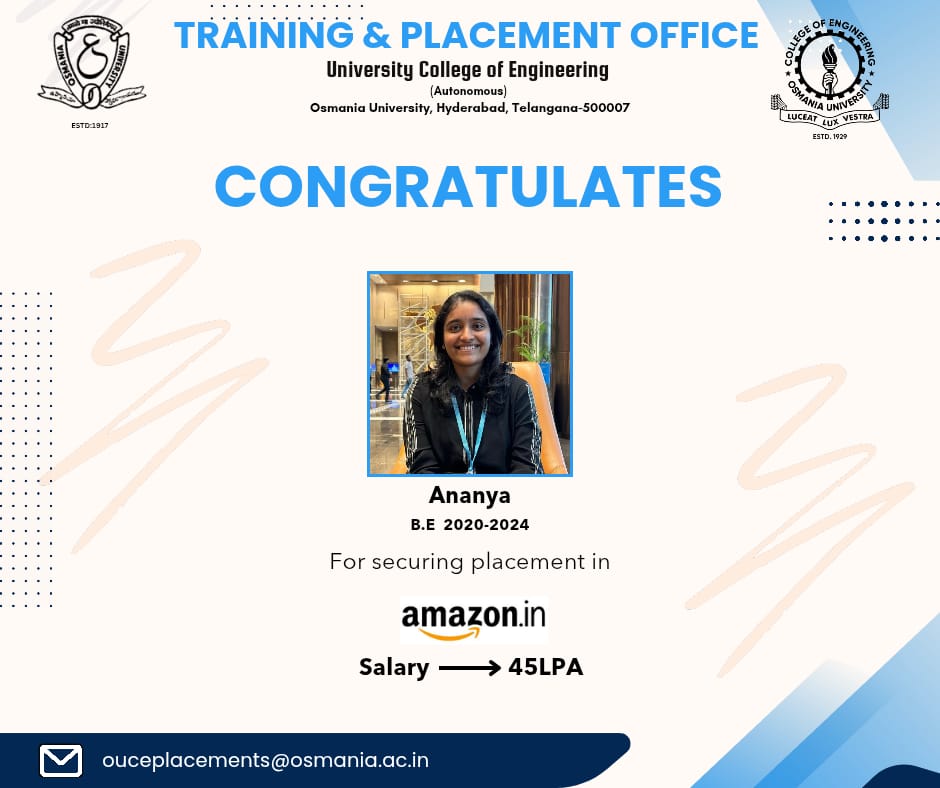 TRAINING & PLACEMENT OFFICE
University College of Engineering
(Autonomous)
Osmania University, Hyderabad, Telangana-500007
OSMANIA UNIVERSITY
ESTD:1917
COLLEGE OF ENGINEERING
OSMANIA UNIVERSITY
LUCEAT LUX VESTRA
ESTD. 1929
CONGRATULATES
Ananya
B.E 2020-2024
For securing placement in
amazon.in
Salary → 45LPA
ouceplacements@osmania.ac.in